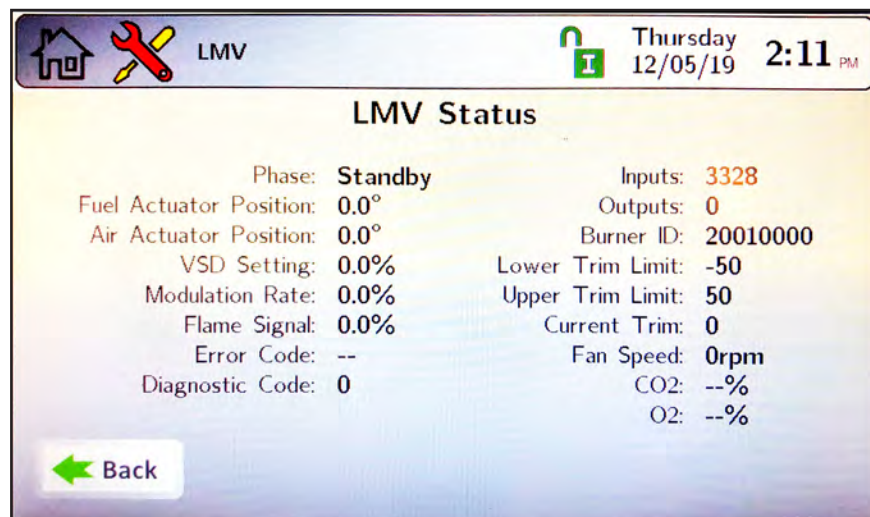 LMV
Thursday
12/05/19
2:11 PM
LMV Status
Phase: Standby
Fuel Actuator Position: 0.0°
Air Actuator Position: 0.0°
VSD Setting: 0.0%
Modulation Rate: 0.0%
Flame Signal: 0.0%
Error Code: --
Diagnostic Code: 0
Inputs: 3328
Outputs: 0
Burner ID: 20010000
Lower Trim Limit: -50
Upper Trim Limit: 50
Current Trim: 0
Fan Speed: 0rpm
CO2: --%
O2: --%
Back